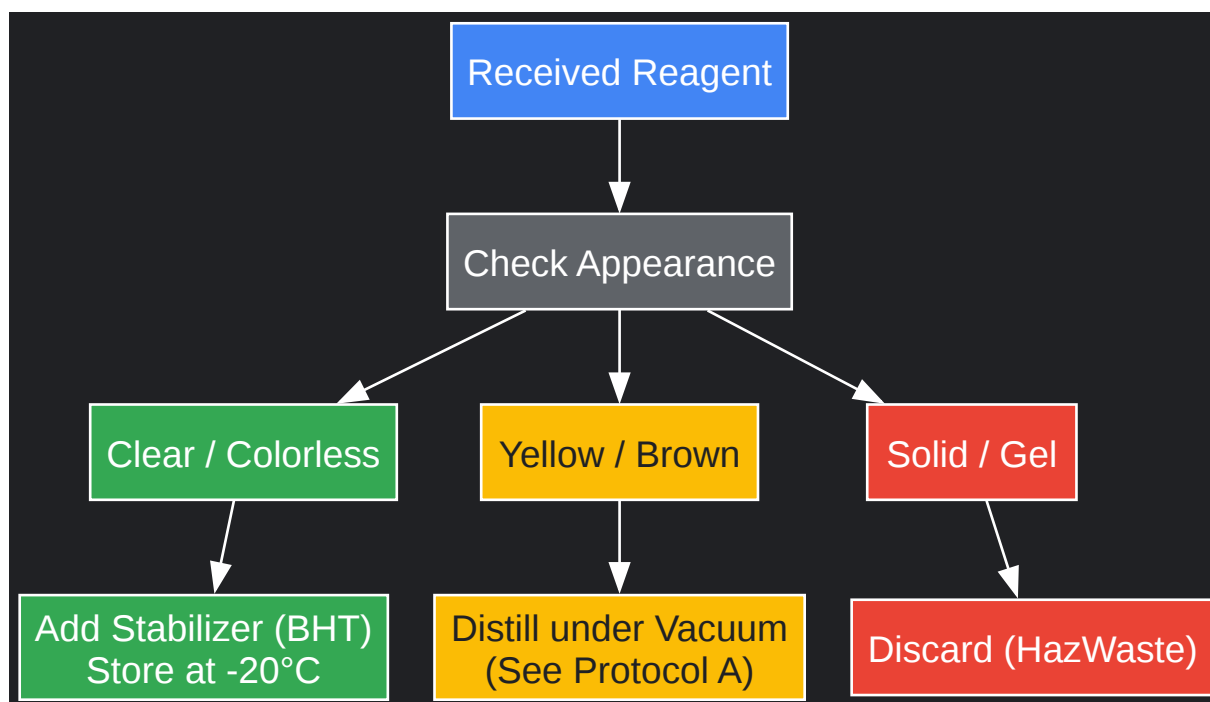 Received Reagent
Check Appearance
Clear / Colorless
Yellow / Brown
Solid / Gel
Add Stabilizer (BHT)
Store at -20°C
Distill under Vacuum
(See Protocol A)
Discard (HazWaste)